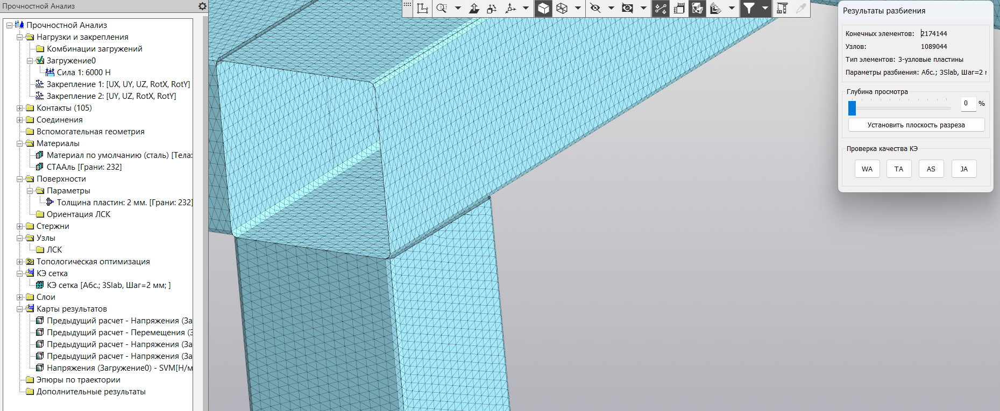 Прочностной Анализ
Прочностной Анализ
Нагрузки и закрепления
Комбинации загружений
Загружение0
Сила 1: 6000 Н
Закрепление 1: [UX, UY, UZ, RotX, RotY]
Закрепление 2: [UY, UZ, RotX, RotY]
Контакты (105)
Соединения
Вспомогательная геометрия
Материалы
Материал по умолчанию (сталь) [Тела:
СТААль [Грани: 232]
Поверхности
Параметры
Толщина пластин: 2 мм. [Грани: 232]
Ориентация ЛСК
Стержни
Узлы
ЛСК
Топологическая оптимизация
КЭ сетка
КЭ сетка [Абс.; 3Slab, Шаг=2 мм; ]
Слои
Карты результатов
Предыдущий расчет - Напряжения (За
Предыдущий расчет - Перемещения (З
Предыдущий расчет - Напряжения (За
Предыдущий расчет - Напряжения (За
Напряжения (Загружение0) - SVM[Н/м
Эпюры по траектории
Дополнительные результаты
Результаты разбиения
Конечных элементов: 2174144
Узлов: 1089044
Тип элементов: 3-узловые пластины
Параметры разбиения: Абс.; 3Slab, Шаг=2 м
Глубина просмотра
0 %
Установить плоскость разреза
Проверка качества КЭ
WA TA AS JA